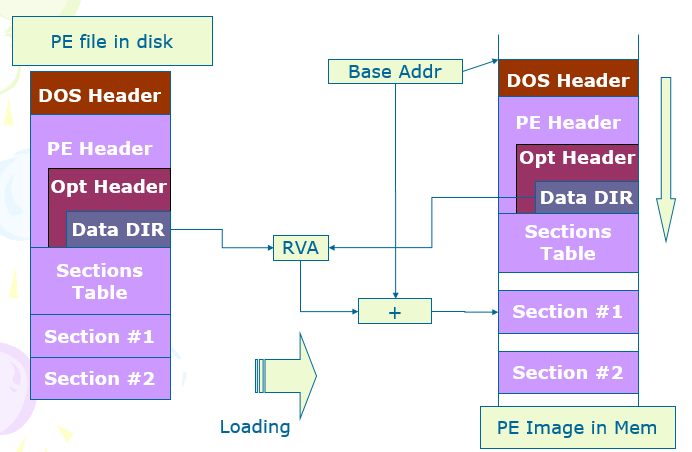 PE file in disk
DOS Header
PE Header
Opt Header
Data DIR
Sections
Table
Section #1
Section #2
Base Addr
RVA
+
Loading
DOS Header
PE Header
Opt Header
Data DIR
Sections
Table
Section #1
Section #2
PE Image in Mem